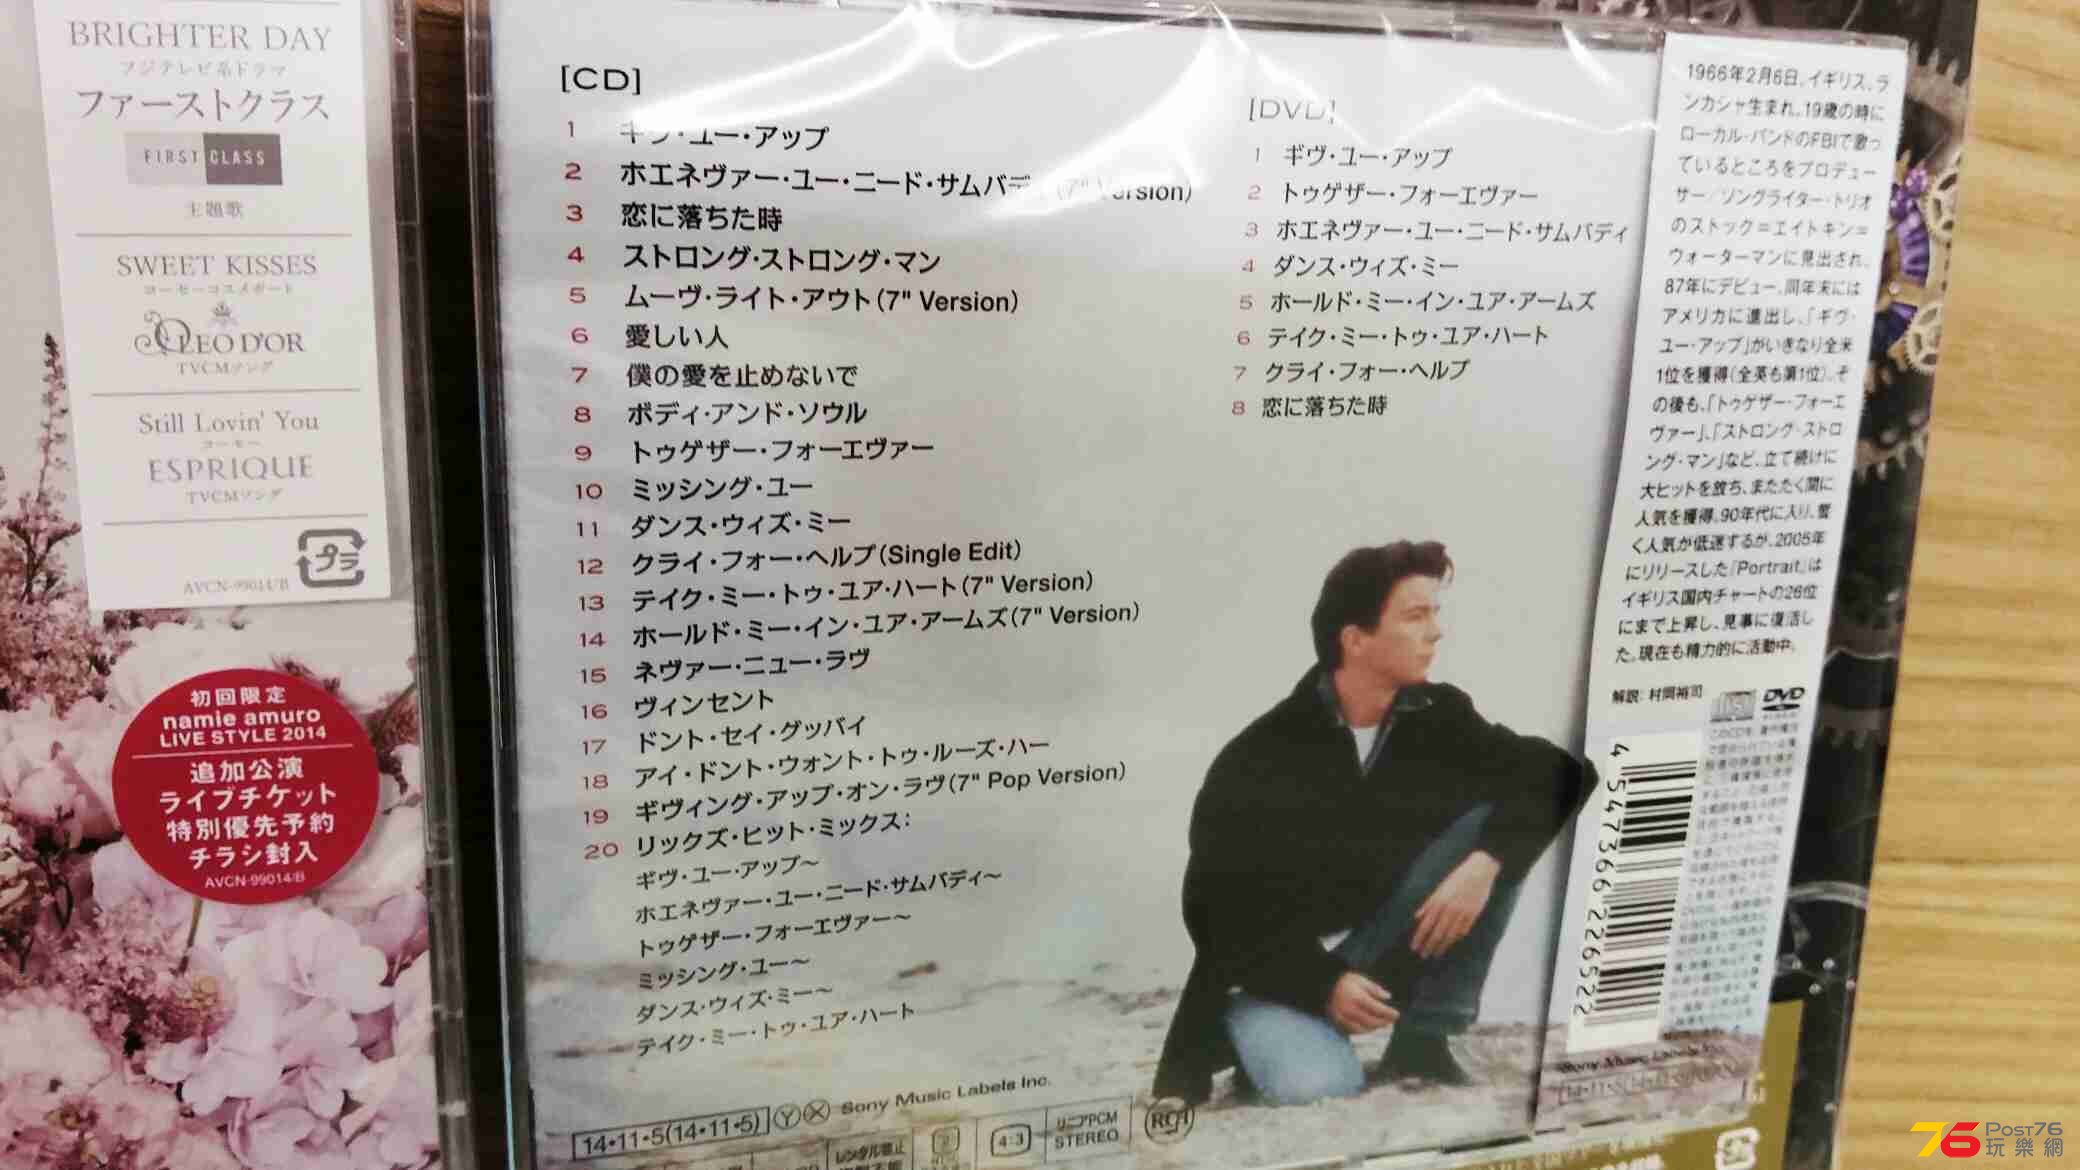 BRIGHTER DAY
フジテレビ系ドラマ
ファーストクラス
FIRST CLASS
主題歌
SWEET KISSES
コーセーコスメポート
CLEO D'OR
TVCMソング
Still Lovin' You
コーセー
ESPRIQUE
TVCMソング
プラ
AVCN-99014/B
初回限定
namie amuro
LIVE STYLE 2014
追加公演
ライブチケット
特別優先予約
チラシ封入
AVCN-99014/B
[CD]
1 ギヴ・ユー・アップ
2 ホエネヴァー・ユー・ニード・サムバディ(7" Version)
3 恋に落ちた時
4 ストロング・ストロング・マン
5 ムーヴ・ライト・アウト(7" Version)
6 愛しい人
7 僕の愛を止めないで
8 ボディ・アンド・ソウル
9 トゥゲザー・フォーエヴァー
10 ミッシング・ユー
11 ダンス・ウィズ・ミー
12 クライ・フォー・ヘルプ(Single Edit)
13 テイク・ミー・トゥ・ユア・ハート(7" Version)
14 ホールド・ミー・イン・ユア・アームズ(7" Version)
15 ネヴァー・ニュー・ラヴ
16 ヴィンセント
17 ドント・セイ・グッバイ
18 アイ・ドント・ウォント・トゥ・ルーズ・ハー
19 ギヴィング・アップ・オン・ラヴ(7" Pop Version)
20 リックズ・ヒット・ミックス:
ギヴ・ユー・アップ〜
ホエネヴァー・ユー・ニード・サムバディ〜
トゥゲザー・フォーエヴァー〜
ミッシング・ユー〜
ダンス・ウィズ・ミー〜
テイク・ミー・トゥ・ユア・ハート
14・11・5(14・11・5) Y X Sony Music Labels Inc.
レンタル禁止
2
4:3
リニアPCM
STEREO
RCA
[DVD]
1 ギヴ・ユー・アップ
2 トゥゲザー・フォーエヴァー
3 ホエネヴァー・ユー・ニード・サムバディ
4 ダンス・ウィズ・ミー
5 ホールド・ミー・イン・ユア・アームズ
6 テイク・ミー・トゥ・ユア・ハート
7 クライ・フォー・ヘルプ
8 恋に落ちた時
1966年2月6日、イギリス、ラ
ンカシャ生まれ。19歳の時に
ローカル・バンドのFBIで歌っ
ているところをプロデュー
サー／ソングライター・トリオ
のストック＝エイトキン＝
ウォーターマンに見出され、
87年にデビュー。同年末には
アメリカに進出し、「ギヴ・
ユー・アップ」がいきなり全米
1位を獲得(全英も第1位)。そ
の後も、「トゥゲザー・フォーエ
ヴァー」、「ストロング・ストロ
ング・マン」など、立て続けに
大ヒットを放ち、またたく間に
人気を獲得。90年代に入り、暫
く人気が低迷するが、2005年
にリリースした『Portrait』は
イギリス国内チャートの26位
にまで上昇し、見事に復活し
た。現在も精力的に活動中。
解説: 村岡裕司
DVD
4 547366 226522
Sony Music Labels Inc.
76 POST76
玩樂網